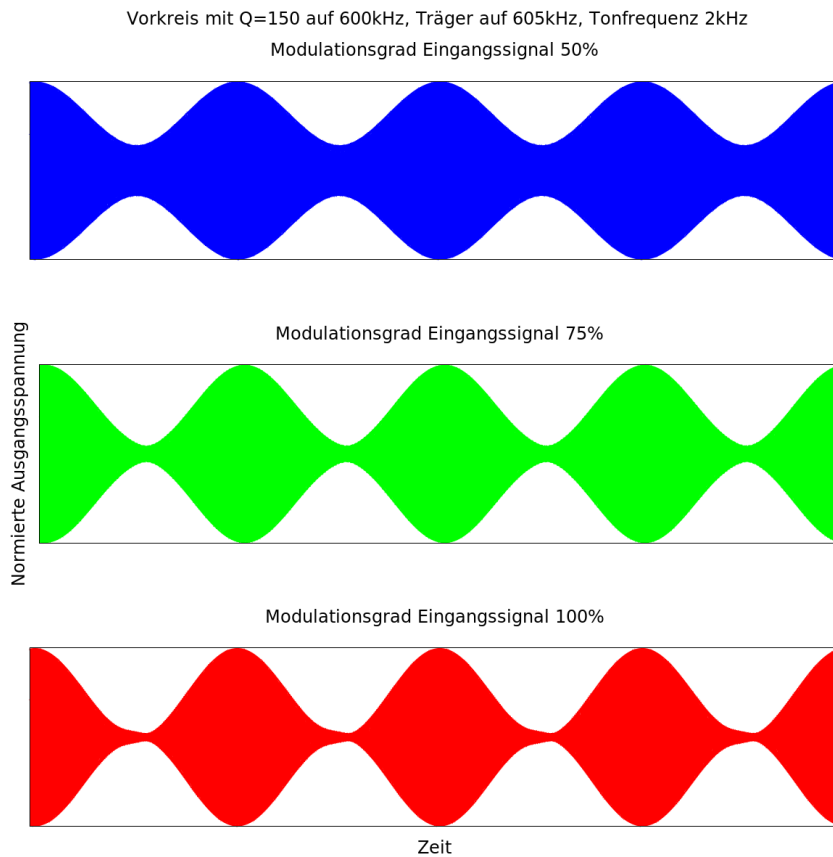 Vorkreis mit Q=150 auf 600kHz, Träger auf 605kHz, Tonfrequenz 2kHz
Modulationsgrad Eingangssignal 50%
Modulationsgrad Eingangssignal 75%
Normierte Ausgangsspannung
Modulationsgrad Eingangssignal 100%
Zeit